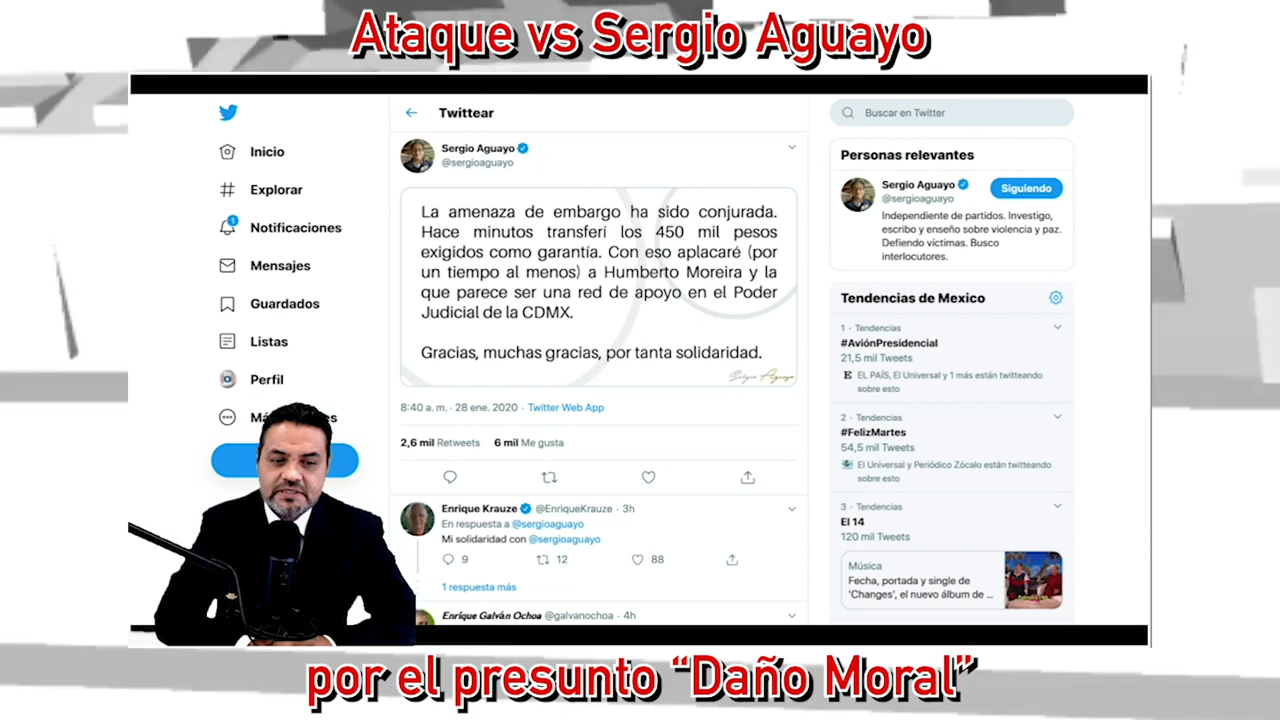 Ataque vs Sergio Aguayo
Inicio
Explorar
1
Notificaciones
Mensajes
Guardados
Listas
Perfil
Twittear
Sergio Aguayo
@sergioaguayo
La amenaza de embargo ha sido conjurada.
Hace minutos transferí los 450 mil pesos
exigidos como garantía. Con eso aplacaré (por
un tiempo al menos) a Humberto Moreira y la
que parece ser una red de apoyo en el Poder
Judicial de la CDMX.
Gracias, muchas gracias, por tanta solidaridad.
Sergio Aguayo
8:40 a. m. · 28 ene. 2020 · Twitter Web App
2,6 mil Retweets 6 mil Me gusta
Enrique Krauze @EnriqueKrauze · 3h
En respuesta a @sergioaguayo
Mi solidaridad con @sergioaguayo
9 12 88
1 respuesta más
Enrique Galván Ochoa @galvanochoa · 4h
Buscar en Twitter
Personas relevantes
Sergio Aguayo
@sergioaguayo
Siguiendo
Independiente de partidos. Investigo,
escribo y enseño sobre violencia y paz.
Defiendo víctimas. Busco
interlocutores.
Tendencias de Mexico
1 · Tendencias
#AviónPresidencial
21,5 mil Tweets
E EL PAÍS, El Universal y 1 más están twitteando
sobre esto
2 · Tendencias
#FelizMartes
54,5 mil Tweets
El Universal y Periódico Zócalo están twitteando
sobre esto
3 · Tendencias
El 14
120 mil Tweets
Música
Fecha, portada y single de
'Changes', el nuevo álbum de ...
por el presunto “Daño Moral”